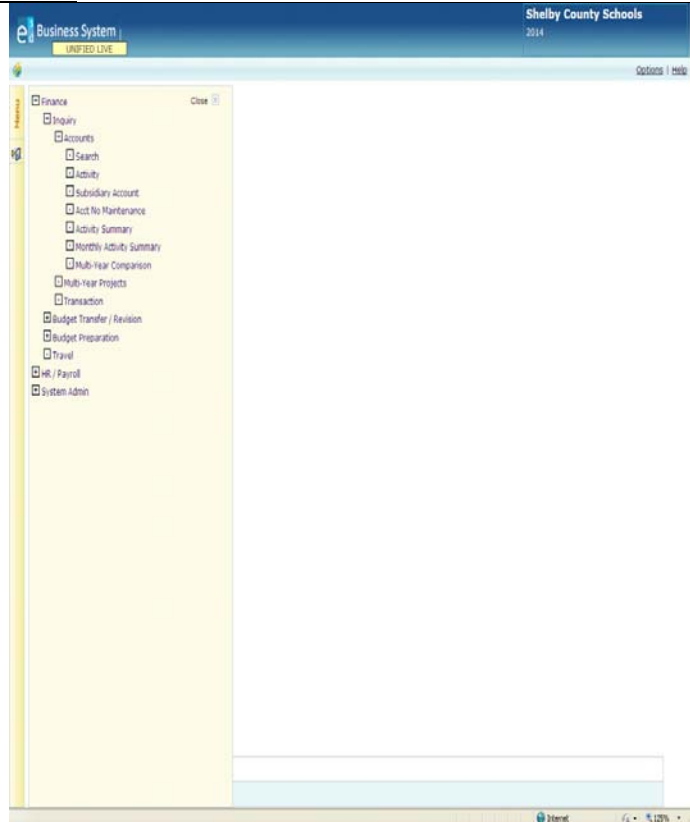 Shelby County Schools
e Business System
2014
UNIFIED LIVE
Options | Help
Menu
Finance Close
Inquiry
Accounts
Search
Activity
Subsidiary Account
Acct No Maintenance
Activity Summary
Monthly Activity Summary
Multi-Year Comparison
Multi-Year Projects
Transaction
Budget Transfer / Revision
Budget Preparation
Travel
HR / Payroll
System Admin
Internet 125%